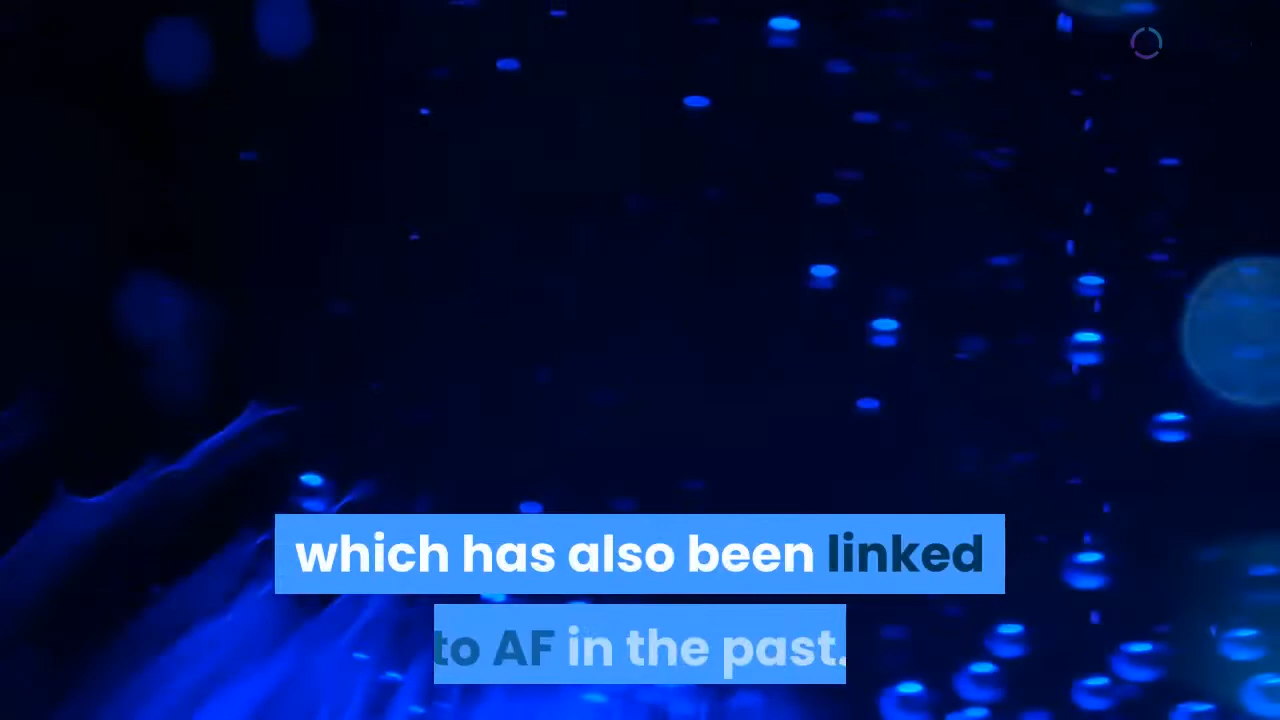 which has also been linked
to AF in the past.